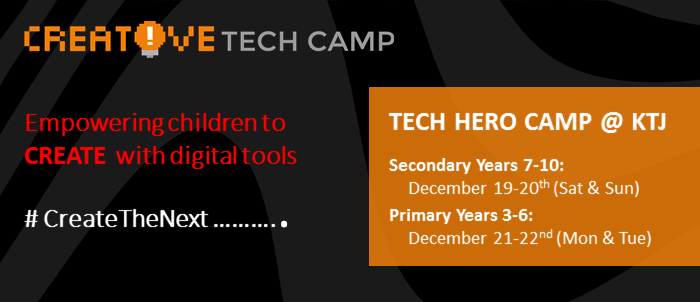 CREATIVE TECH CAMP
Empowering children to
CREATE with digital tools
# CreateTheNext ..........
TECH HERO CAMP @ KTJ
Secondary Years 7-10:
December 19-20th (Sat & Sun)
Primary Years 3-6:
December 21-22nd (Mon & Tue)